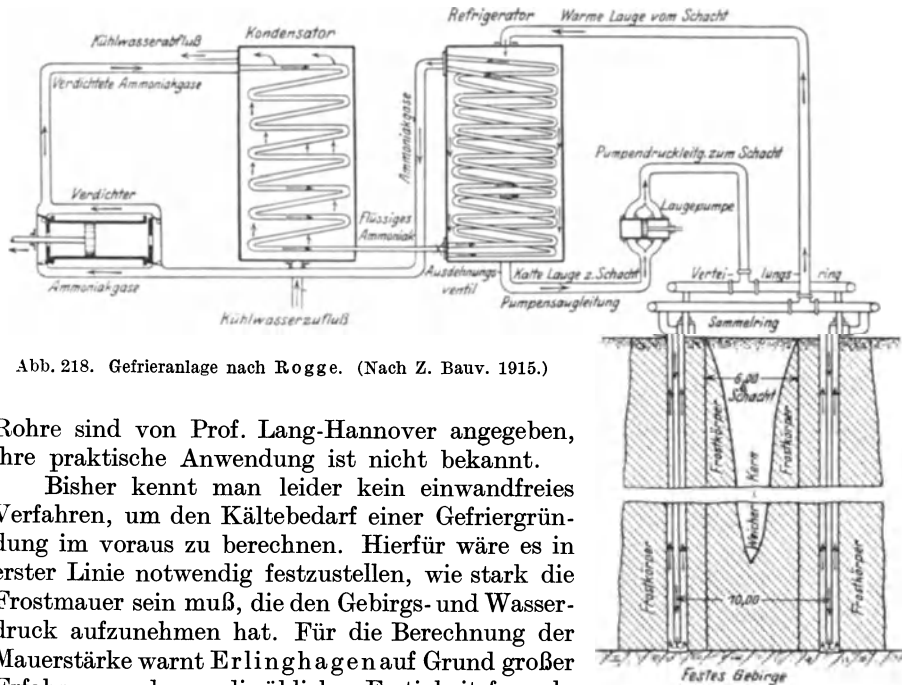 Kondensator
Refrigerator
Warme Lauge vom Schacht
Kühlwasserabfluß
Verdichtete Ammoniakgase
Ammoniakgase
Pumpendruckleitg. zum Schacht
Verdichter
Laugepumpe
Flüssiges
Ammoniak
Ammoniakgase
Ausdehnungs-
ventil
Kalte Lauge z. Schacht
Pumpensaugleitung
Vertei- lungs- ring
Kühlwasserzufluß
Sammelring
Abb. 218. Gefrieranlage nach Rogge. (Nach Z. Bauv. 1915.)
6,00
Schacht
Frostkörper
Frostkörper
Weicher Kern
Frostkörper
Frostkörper
10,00
Festes Gebirge
Rohre sind von Prof. Lang-Hannover angegeben,
ihre praktische Anwendung ist nicht bekannt.
Bisher kennt man leider kein einwandfreies
Verfahren, um den Kältebedarf einer Gefriergrün-
dung im voraus zu berechnen. Hierfür wäre es in
erster Linie notwendig festzustellen, wie stark die
Frostmauer sein muß, die den Gebirgs- und Wasser-
druck aufzunehmen hat. Für die Berechnung der
Mauerstärke warnt Erlinghagen auf Grund großer